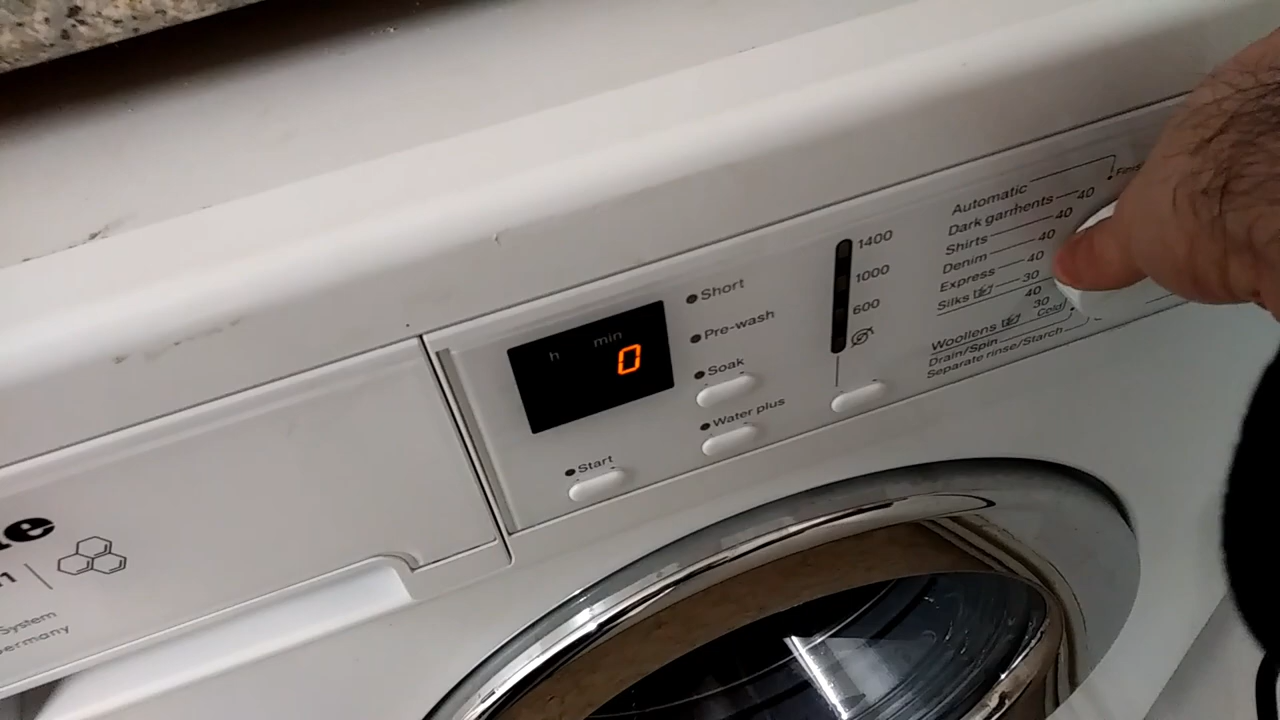 h min
0
Start
Short
Pre-wash
Soak
Water plus
1400
1000
600
Automatic
Dark garments 40
Shirts 40
Denim 40
Express 40
Silks 30
Woollens 40
30
Cold
Drain/Spin
Separate rinse/Starch
System